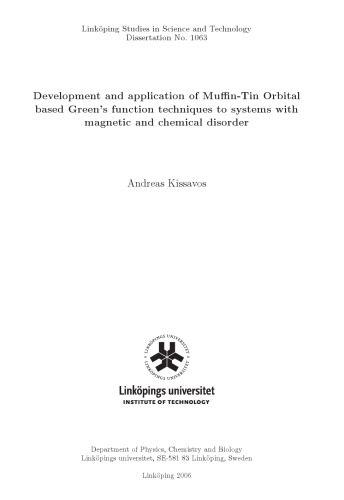 Linköping Studies in Science and Technology
Dissertation No. 1063
Development and application of Muffin-Tin Orbital
based Green's function techniques to systems with
magnetic and chemical disorder
Andreas Kissavos
LINKÖPINGS UNIVERSITET
LINKÖPINGS UNIVERSITET
Linköpings universitet
INSTITUTE OF TECHNOLOGY
Department of Physics, Chemistry and Biology
Linköpings universitet, SE-581 83 Linköping, Sweden
Linköping 2006